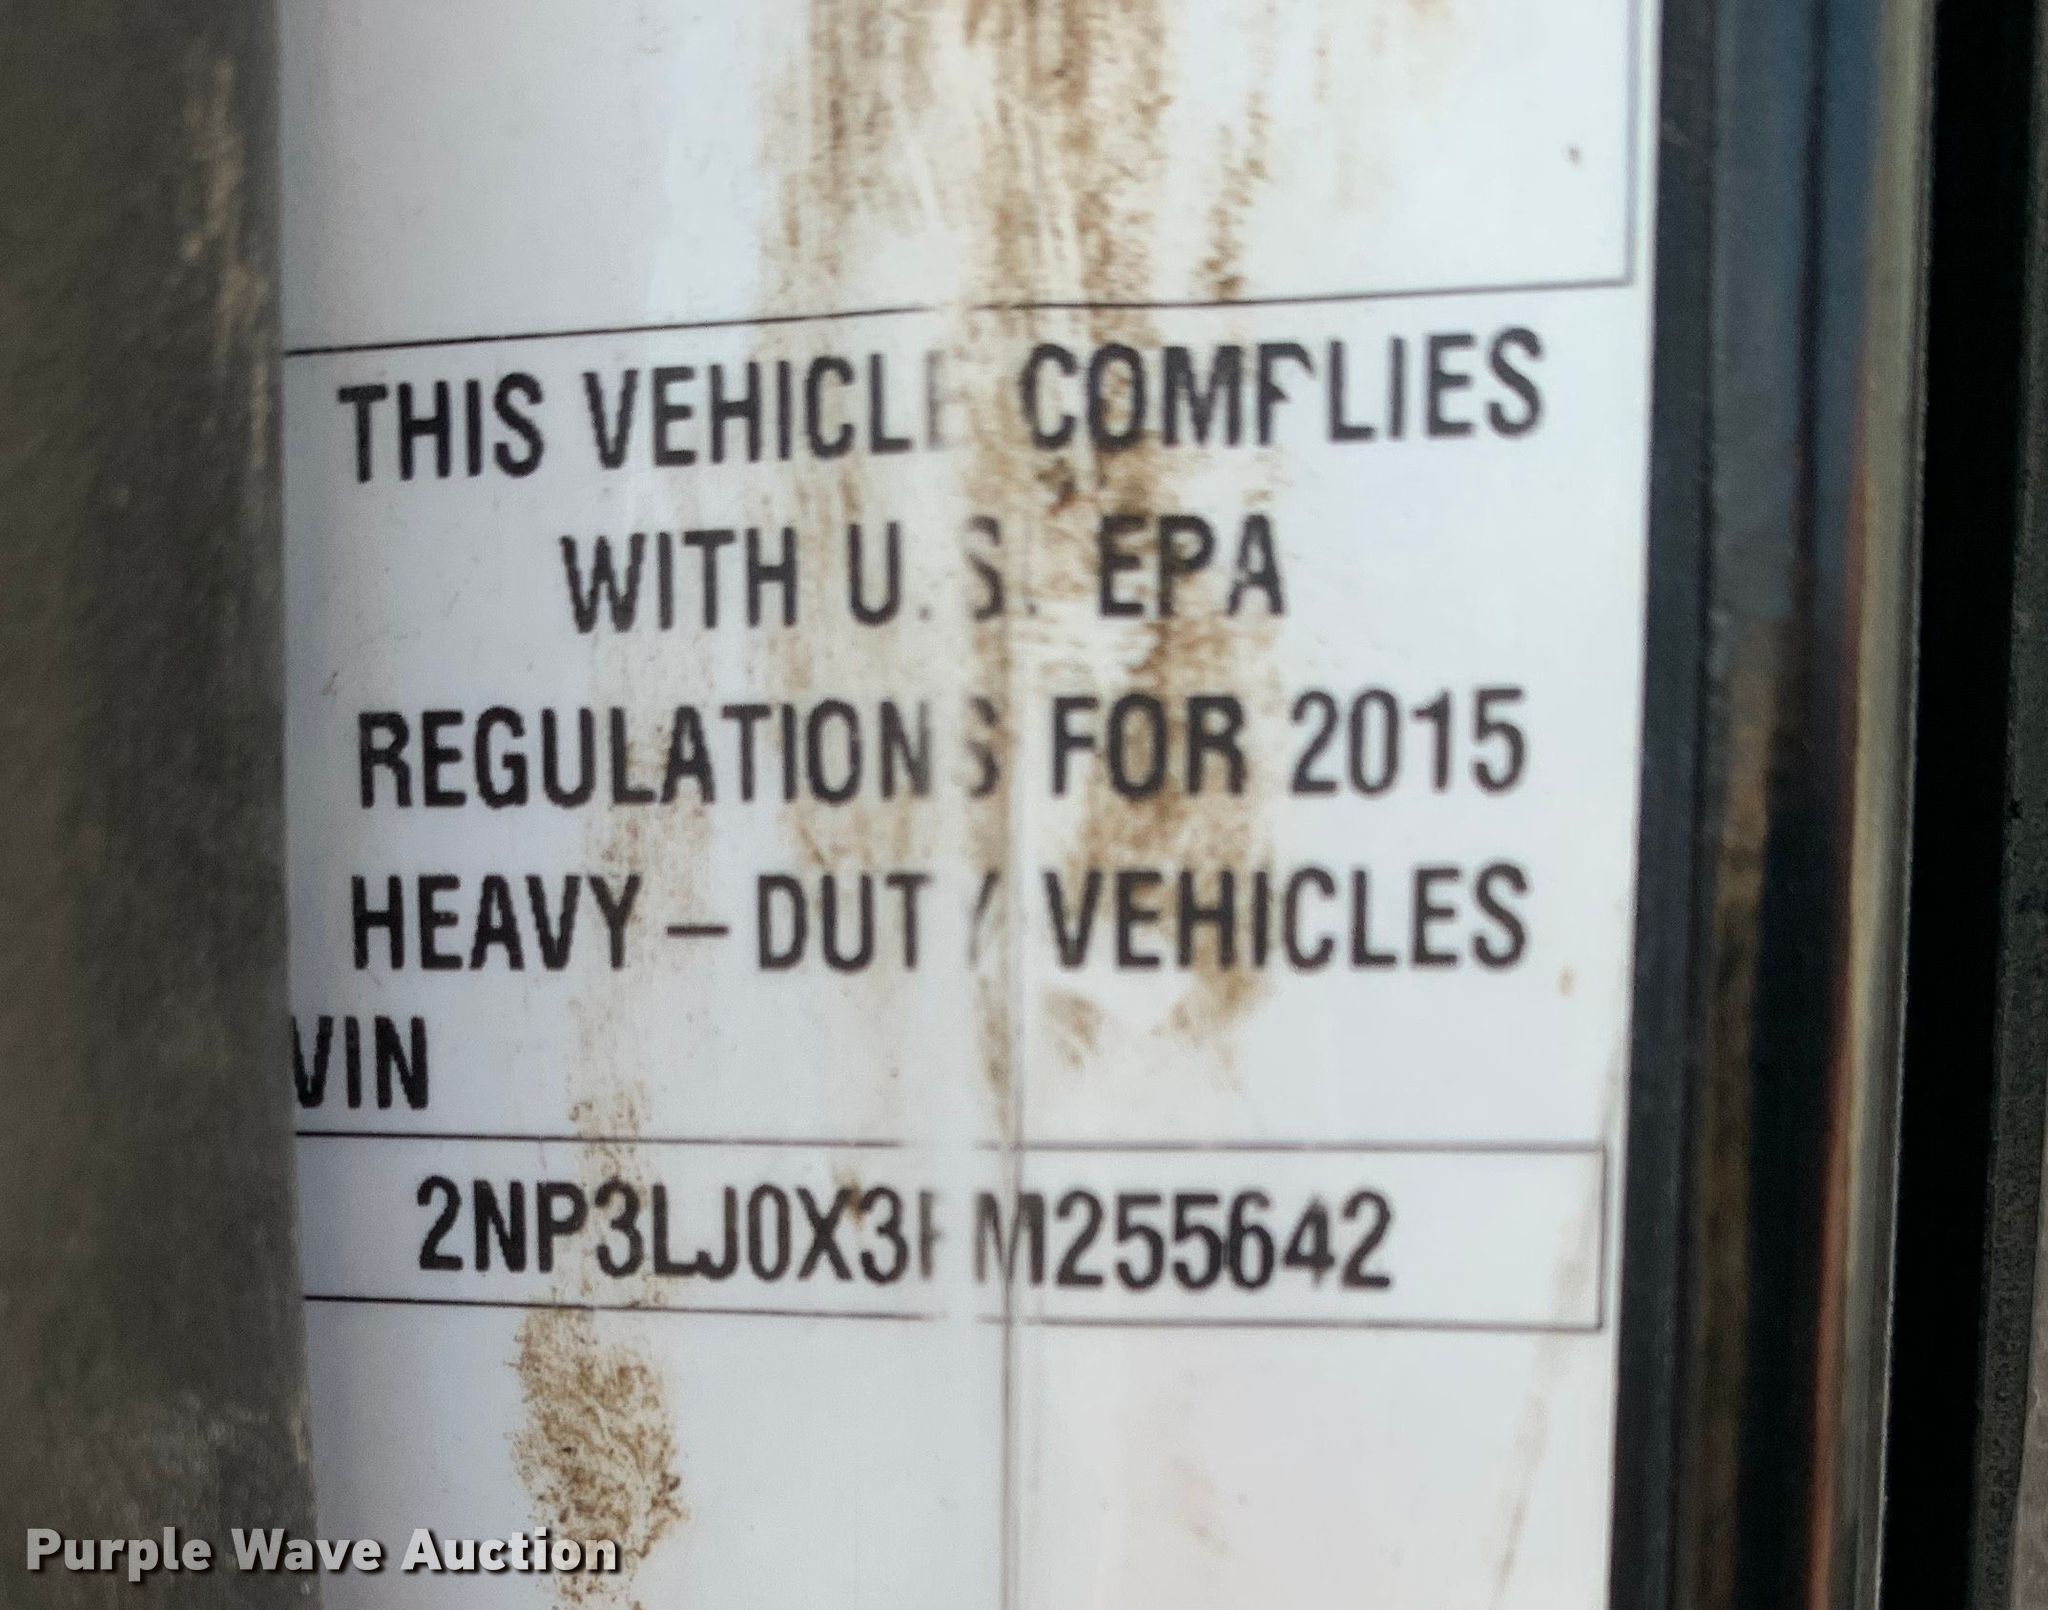 THIS VEHICLE COMPLIES
WITH U.S. EPA
REGULATIONS FOR 2015
HEAVY-DUTY VEHICLES
VIN
2NP3LJ0X3FM255642
Purple Wave Auction